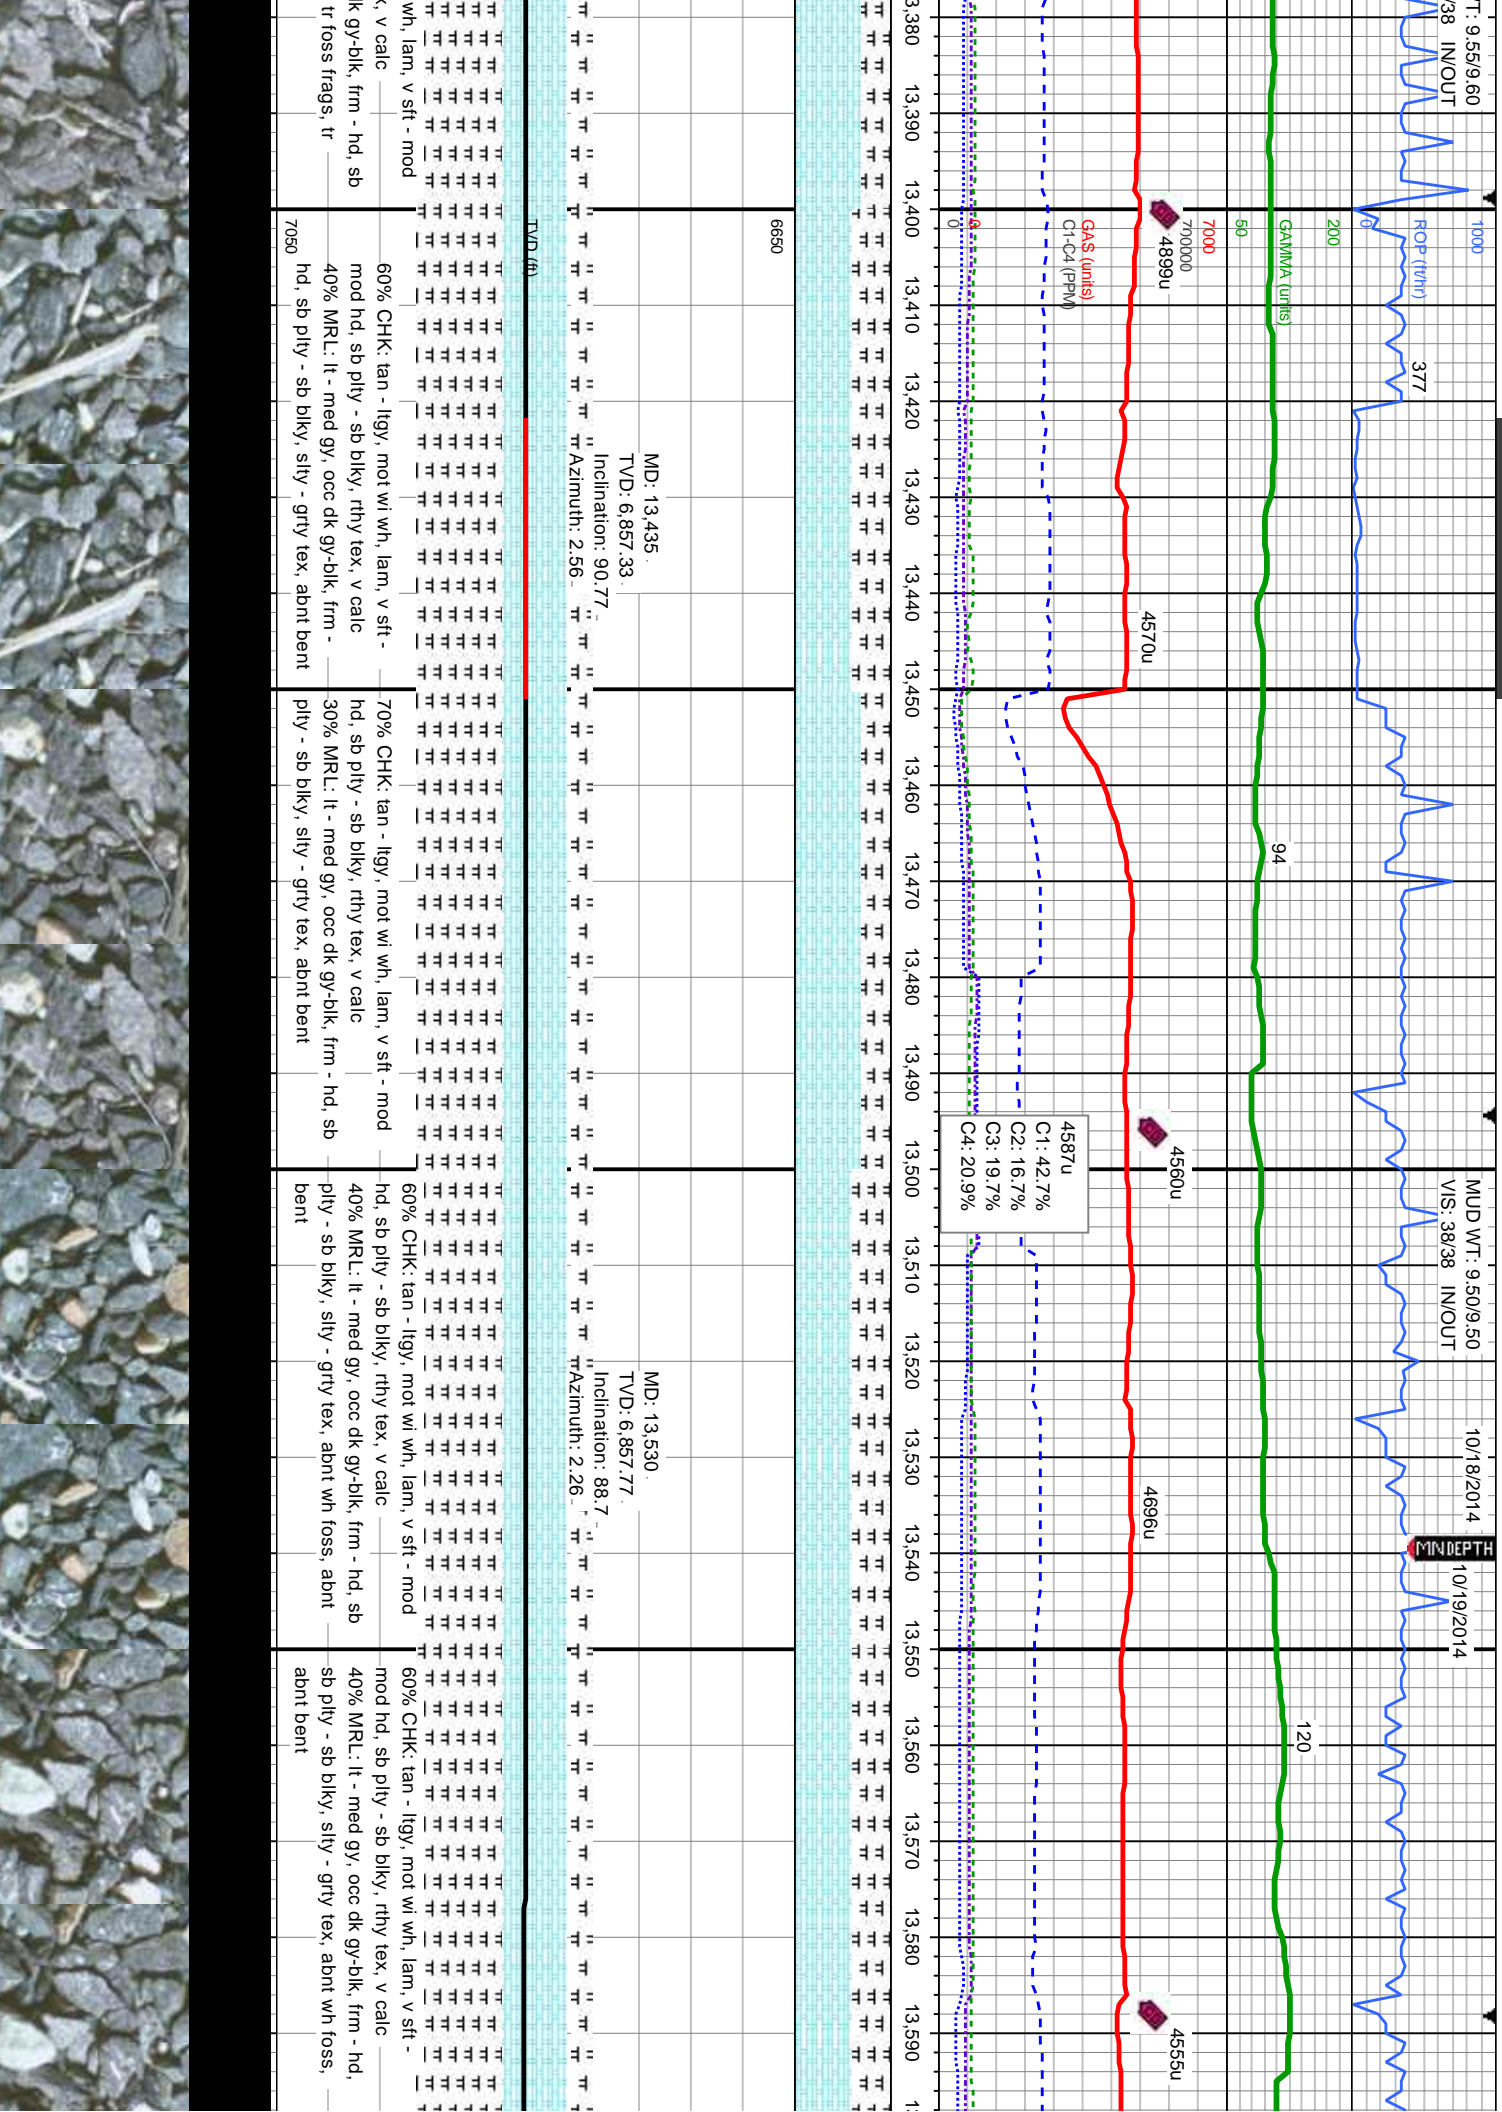 T: 9.55/9.60
/38 IN/OUT
MUD WT: 9.50/9.50
VIS: 38/38 IN/OUT
10/18/2014
MNDEPTH
10/19/2014
1000
ROP (ft/hr)
0
377
200
GAMMA (units)
50
94
120
7000
700000
GAS (units)
C1-C4 (PPM)
0
0
4899u
4570u
4560u
4696u
4555u
4587u
C1: 42.7%
C2: 16.7%
C3: 19.7%
C4: 20.9%
3,380
13,390
13,400
13,410
13,420
13,430
13,440
13,450
13,460
13,470
13,480
13,490
13,500
13,510
13,520
13,530
13,540
13,550
13,560
13,570
13,580
13,590
6650
TVD (ft)
7050
MD: 13,435
TVD: 6,857.33
Inclination: 90.77
Azimuth: 2.56
MD: 13,530
TVD: 6,857.77
Inclination: 88.7
Azimuth: 2.26
wh, lam, v sft - mod
, v calc
k gy-blk, frm - hd, sb
tr foss frags, tr
60% CHK: tan - ltgy, mot wi wh, lam, v sft -
mod hd, sb plty - sb blky, rthy tex, v calc
40% MRL: lt - med gy, occ dk gy-blk, frm -
hd, sb plty - sb blky, slty - grty tex, abnt bent
70% CHK: tan - ltgy, mot wi wh, lam, v sft - mod
hd, sb plty - sb blky, rthy tex, v calc
30% MRL: lt - med gy, occ dk gy-blk, frm - hd, sb
plty - sb blky, slty - grty tex, abnt bent
60% CHK: tan - ltgy, mot wi wh, lam, v sft - mod
hd, sb plty - sb blky, rthy tex, v calc
40% MRL: lt - med gy, occ dk gy-blk, frm - hd, sb
plty - sb blky, slty - grty tex, abnt wh foss, abnt
bent
60% CHK: tan - ltgy, mot wi wh, lam, v sft -
mod hd, sb plty - sb blky, rthy tex, v calc
40% MRL: lt - med gy, occ dk gy-blk, frm - hd,
sb plty - sb blky, slty - grty tex, abnt wh foss,
abnt bent